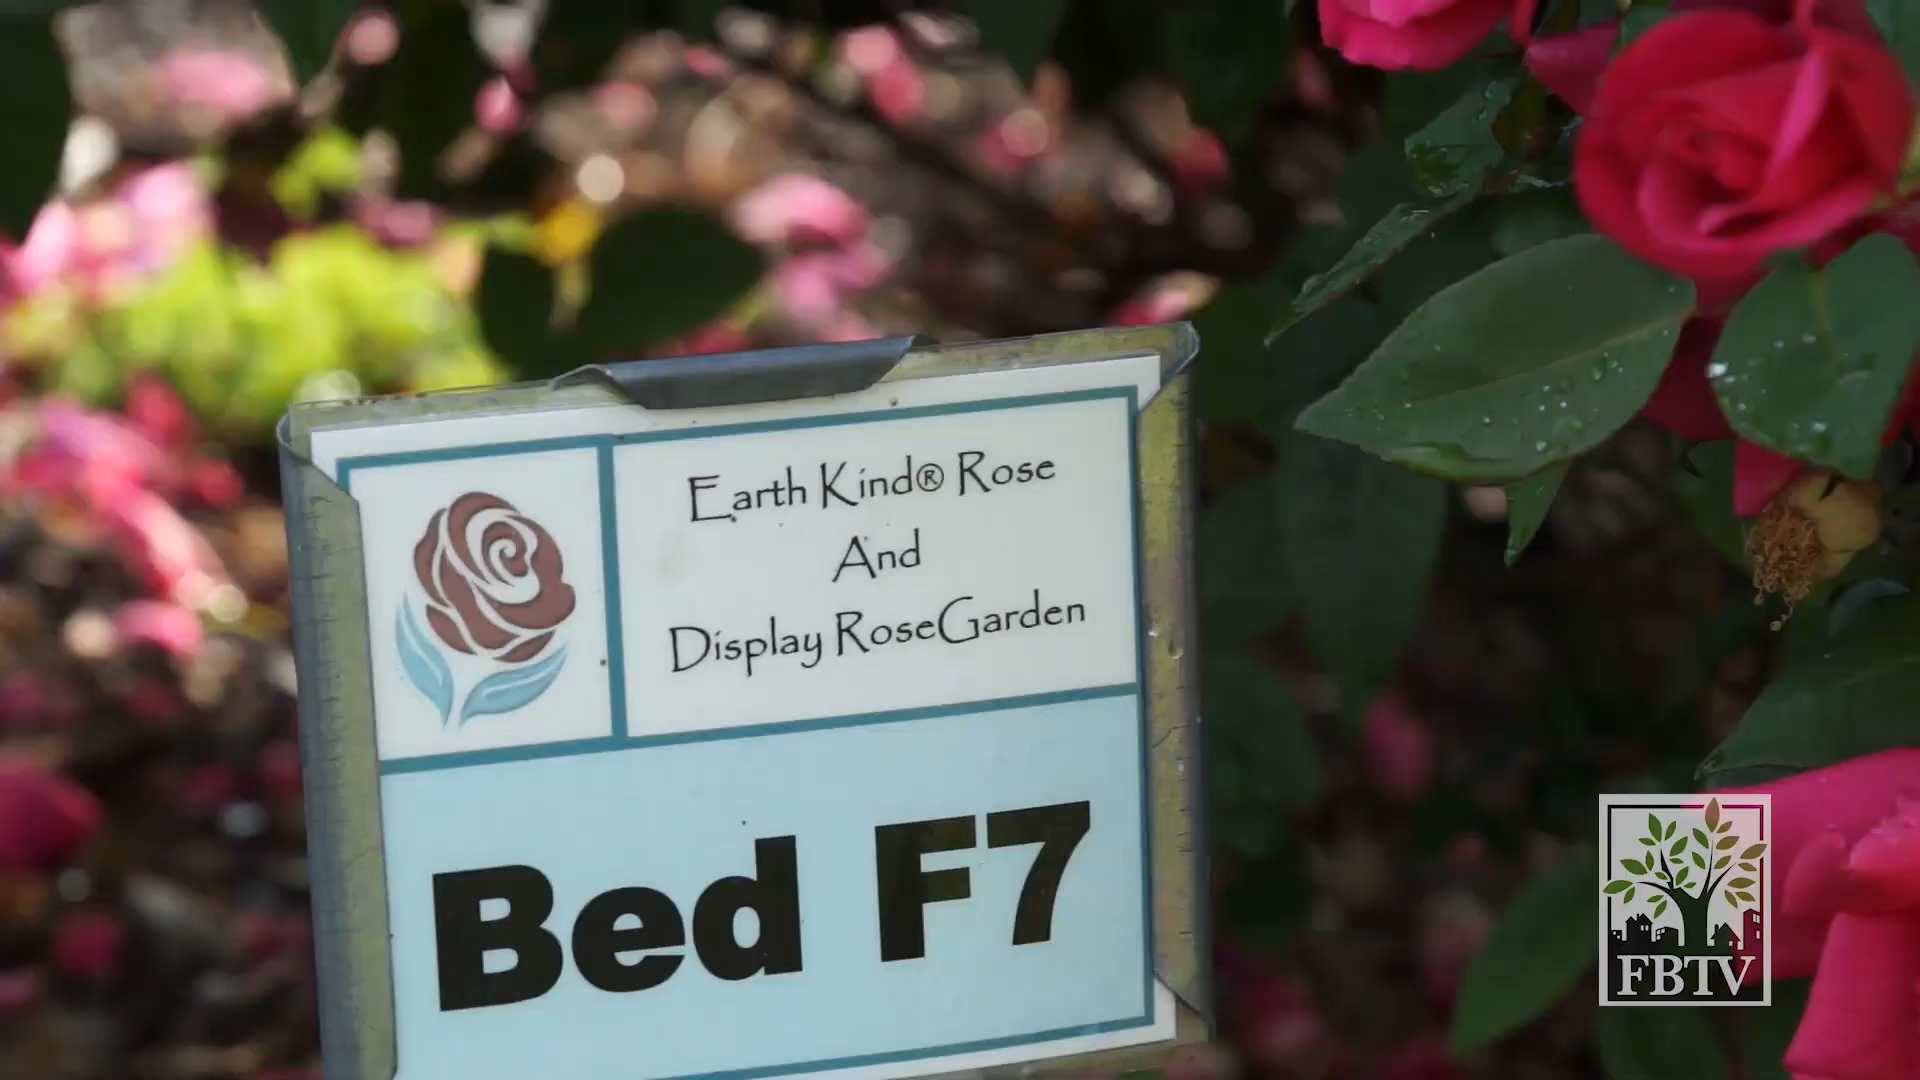 Earth Kind® Rose
And
Display RoseGarden
Bed F7
FBTV